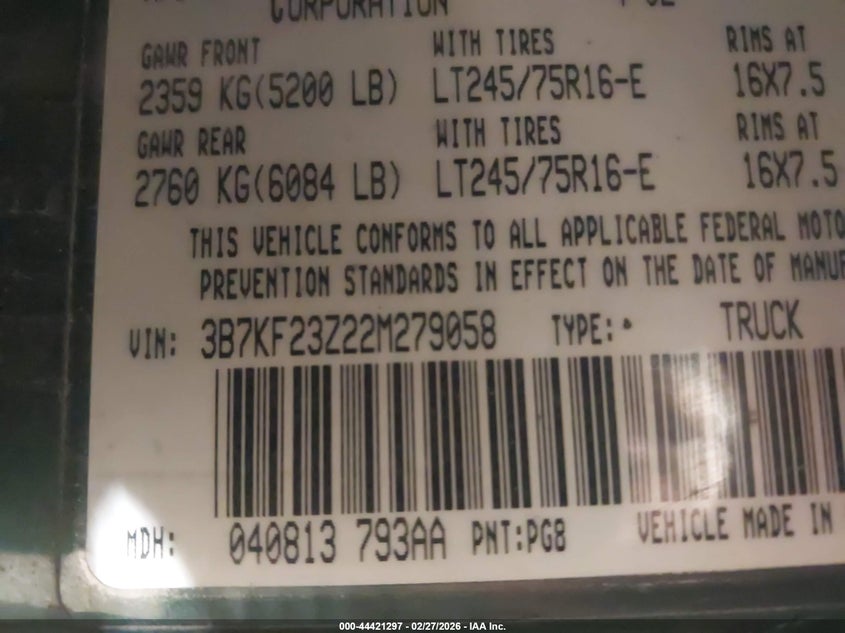 CORPORATION
GAWR FRONT WITH TIRES RIMS AT
2359 KG(5200 LB) LT245/75R16-E 16X7.5
GAWR REAR WITH TIRES RIMS AT
2760 KG(6084 LB) LT245/75R16-E 16X7.5
THIS VEHICLE CONFORMS TO ALL APPLICABLE FEDERAL MOTO
PREVENTION STANDARDS IN EFFECT ON THE DATE OF MANUF
VIN: 3B7KF23Z22M279058 TYPE: TRUCK
MDH: 040813 793AA PNT:PG8 VEHICLE MADE IN
000-44421297 - 02/27/2026 - IAA Inc.